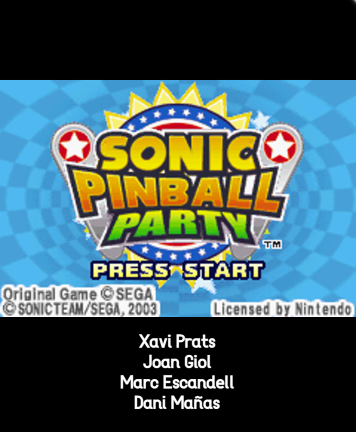 SONIC
PINBALL
PARTY
TM
PRESS START
Original Game ©SEGA
©SONICTEAM/SEGA, 2003
Licensed by Nintendo
Xavi Prats
Joan Giol
Marc Escandell
Dani Mañas